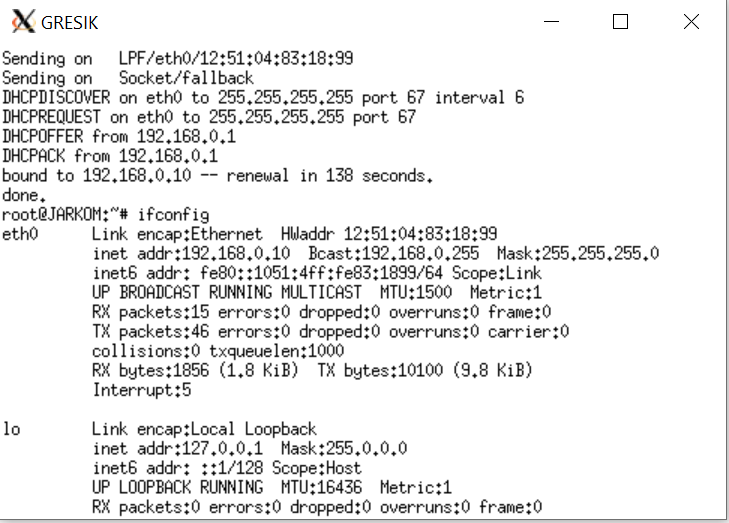 GRESIK
Sending on   LPF/eth0/12:51:04:83:18:99
Sending on   Socket/fallback
DHCPDISCOVER on eth0 to 255.255.255.255 port 67 interval 6
DHCPREQUEST on eth0 to 255.255.255.255 port 67
DHCPOFFER from 192.168.0.1
DHCPACK from 192.168.0.1
bound to 192.168.0.10 -- renewal in 138 seconds.
done.
root@JARKOM:~# ifconfig
eth0      Link encap:Ethernet  HWaddr 12:51:04:83:18:99
          inet addr:192.168.0.10  Bcast:192.168.0.255  Mask:255.255.255.0
          inet6 addr: fe80::1051:4ff:fe83:1899/64 Scope:Link
          UP BROADCAST RUNNING MULTICAST  MTU:1500  Metric:1
          RX packets:15 errors:0 dropped:0 overruns:0 frame:0
          TX packets:46 errors:0 dropped:0 overruns:0 carrier:0
          collisions:0 txqueuelen:1000
          RX bytes:1856 (1.8 KiB)  TX bytes:10100 (9.8 KiB)
          Interrupt:5
lo        Link encap:Local Loopback
          inet addr:127.0.0.1  Mask:255.0.0.0
          inet6 addr: ::1/128 Scope:Host
          UP LOOPBACK RUNNING  MTU:16436  Metric:1
          RX packets:0 errors:0 dropped:0 overruns:0 frame:0